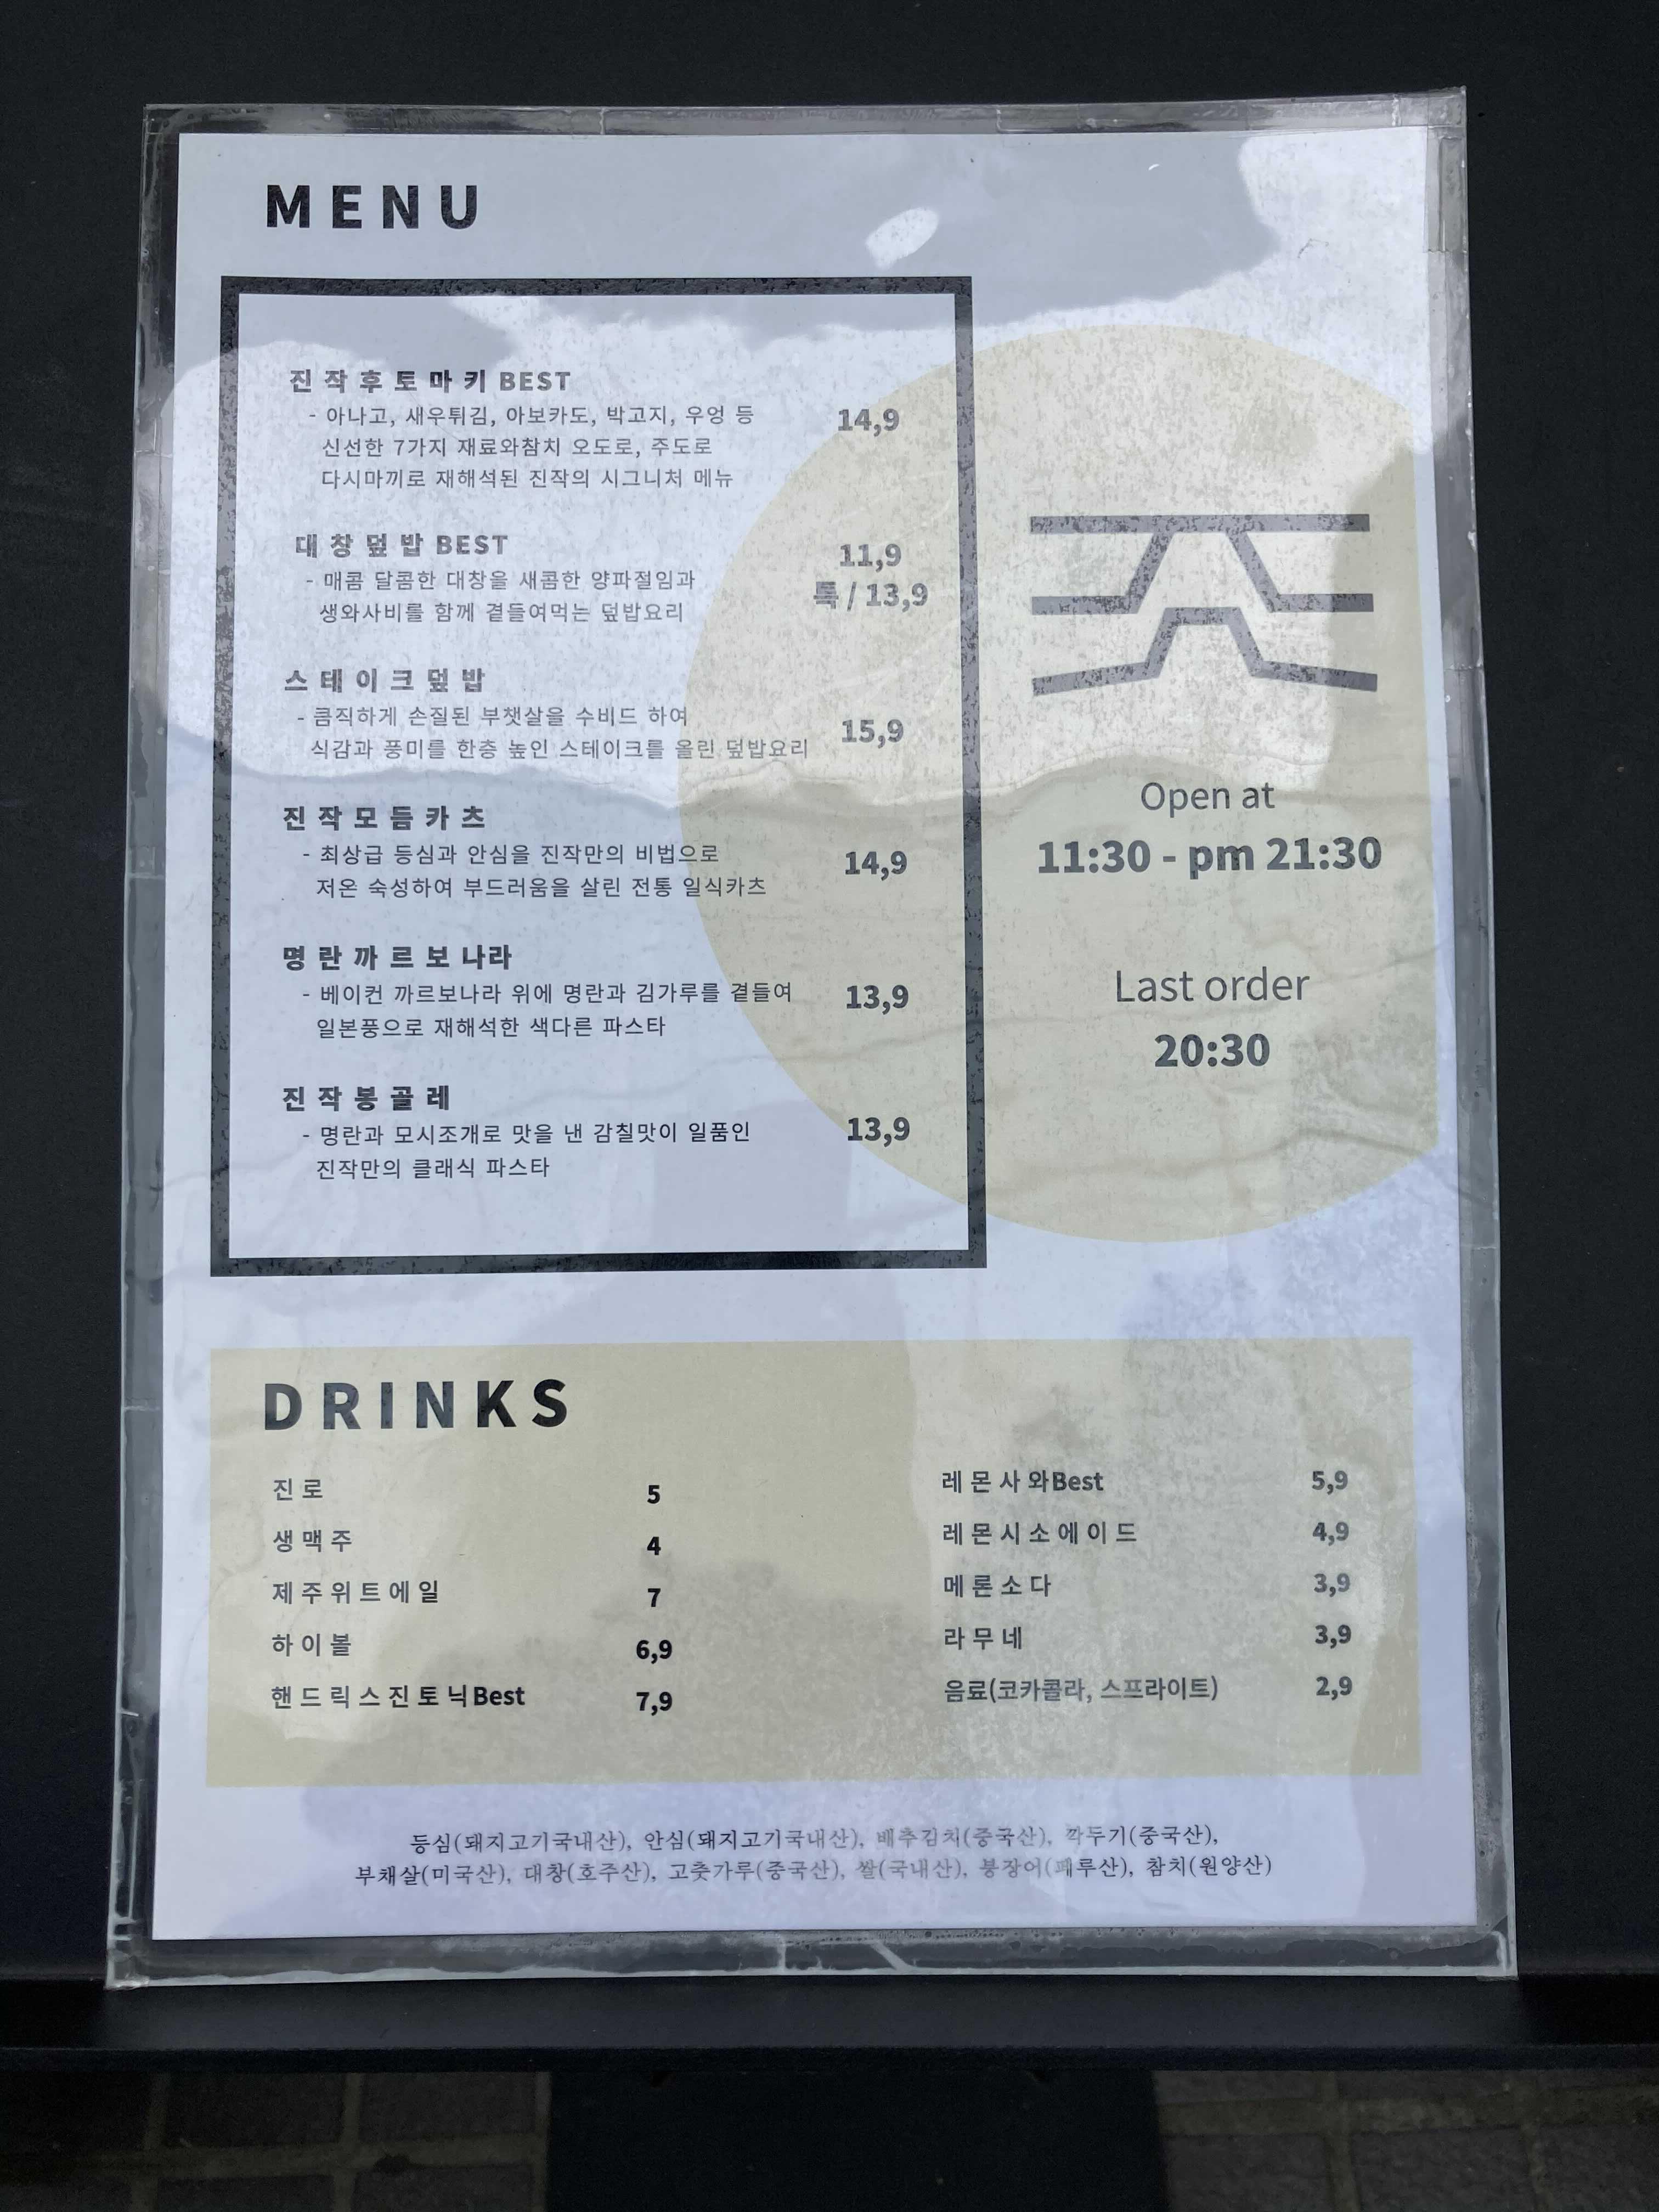 MENU
진작후토마키 BEST
- 아나고, 새우튀김, 아보카도, 박고지, 우엉 등
14,9
신선한 7가지 재료와참치 오도로, 주도로
다시마끼로 재해석된 진작의 시그니처 메뉴
대창덮밥 BEST
11,9
- 매콤 달콤한 대창을 새콤한 양파절임과
특 / 13,9
생와사비를 함께 곁들여먹는 덮밥요리
스테이크덮밥
- 큼직하게 손질된 부챗살을 수비드 하여
15,9
식감과 풍미를 한층 높인 스테이크를 올린 덮밥요리
진작모듬카츠
- 최상급 등심과 안심을 진작만의 비법으로
14,9
저온 숙성하여 부드러움을 살린 전통 일식카츠
명란까르보나라
- 베이컨 까르보나라 위에 명란과 김가루를 곁들여
13,9
일본풍으로 재해석한 색다른 파스타
진작봉골레
- 명란과 모시조개로 맛을 낸 감칠맛이 일품인
13,9
진작만의 클래식 파스타
Open at
11:30 - pm 21:30
Last order
20:30
DRINKS
진로 5
생맥주 4
제주위트에일 7
하이볼 6,9
핸드릭스진토닉Best 7,9
레몬사와Best 5,9
레몬시소에이드 4,9
메론소다 3,9
라무네 3,9
음료(코카콜라, 스프라이트) 2,9
등심(돼지고기국내산), 안심(돼지고기국내산), 배추김치(중국산), 깍두기(중국산),
부채살(미국산), 대창(호주산), 고춧가루(중국산), 쌀(국내산), 붕장어(페루산), 참치(원양산)